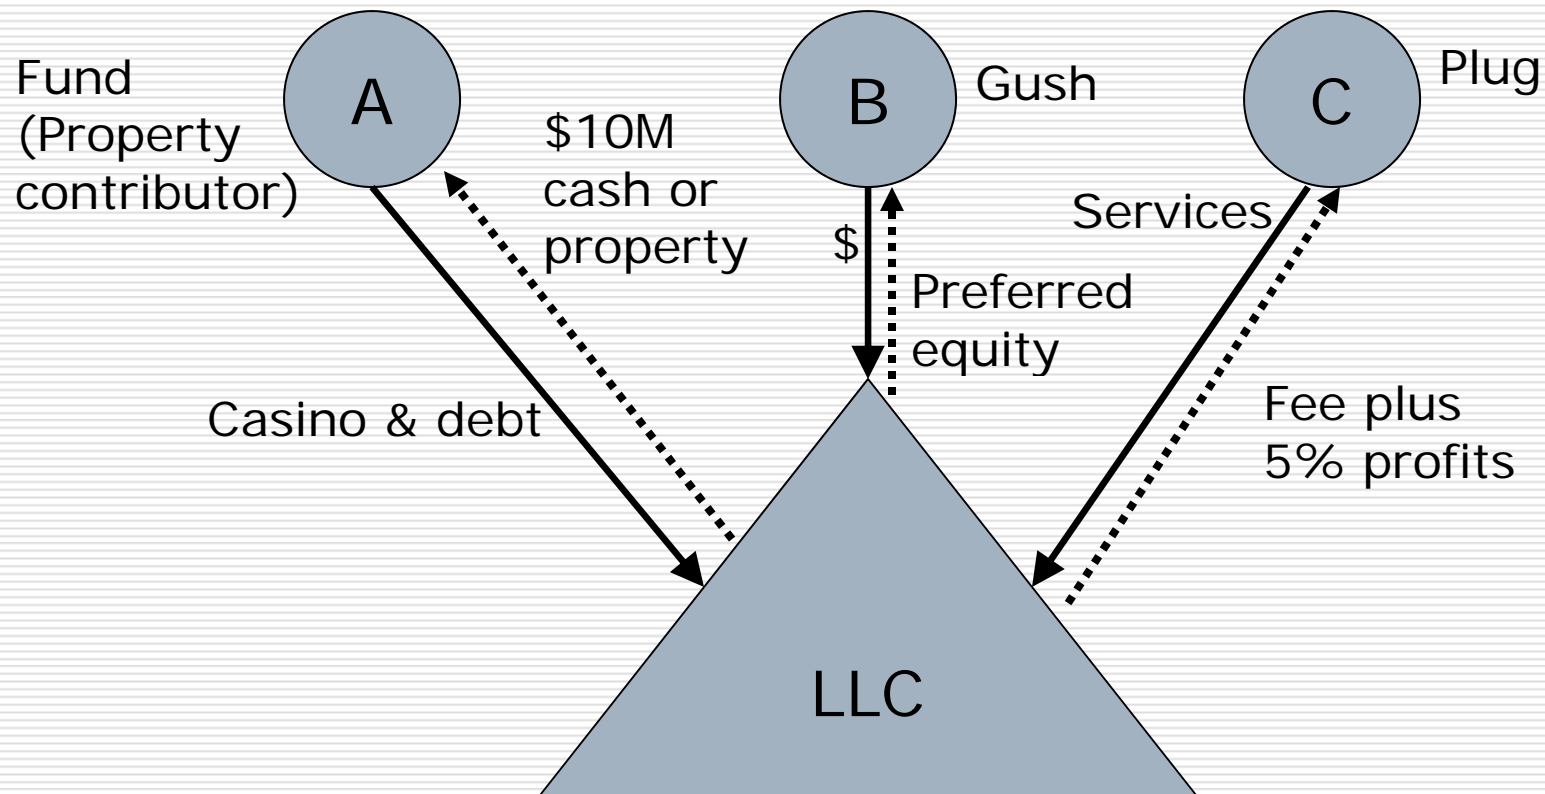 Fund
(Property
contributor)
A
$10M
cash or
property
B
Gush
C
Plug
$
Services
Preferred
equity
Casino & debt
Fee plus
5% profits
LLC